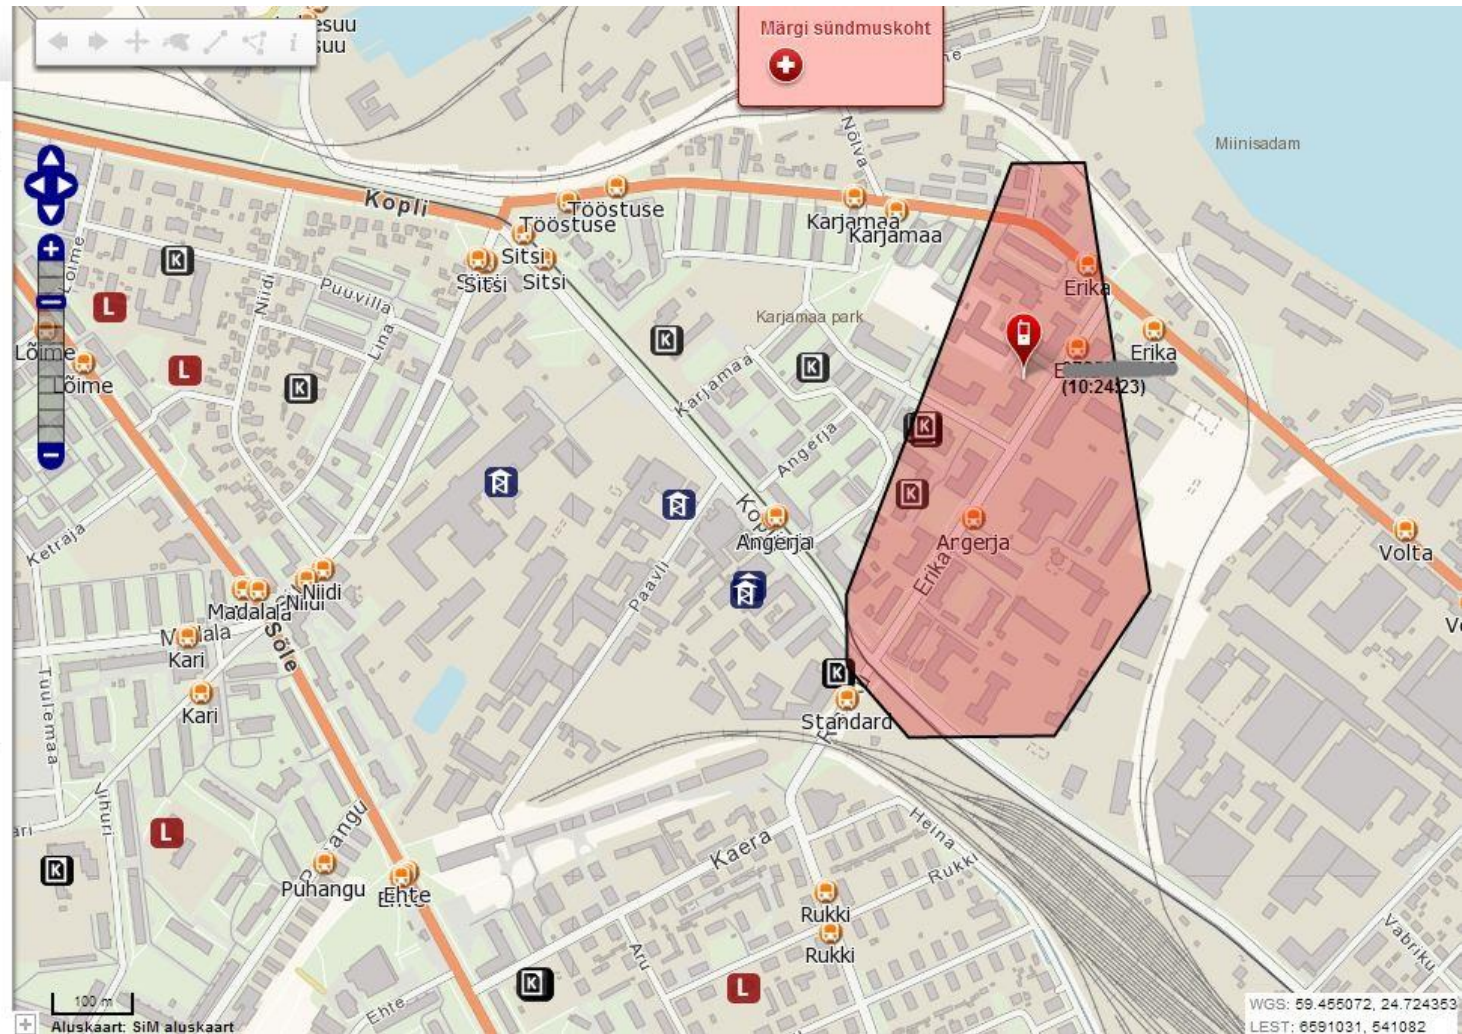 Märgi sündmuskoht
suu
Nõlva
Miinisadam
Kopli
Tööstuse
Tööstuse
Karjamaa
Karjamaa
Sitsi
Sitsi
Sitsi
Lõime
Niidi
Puuvilla
Lina
Erika
Karjamaa park
Erika
Lõime
Lõime
(10:24:23)
Karjamaa
Angerja
Angerja
Angerja
Erika
Volta
Ketraja
Paavli
Niidi
Niidi
Madala
Kari
Sõle
Kari
Tuulemaa
Standard
Vihuri
Kaera
Heina
Rukki
Puhangu
Ehte
Rukki
Rukki
Aru
Vabriku
Ehte
100 m
Aluskaart: SiM aluskaart
WGS: 59.455072, 24.724353
LEST: 6591031, 541082